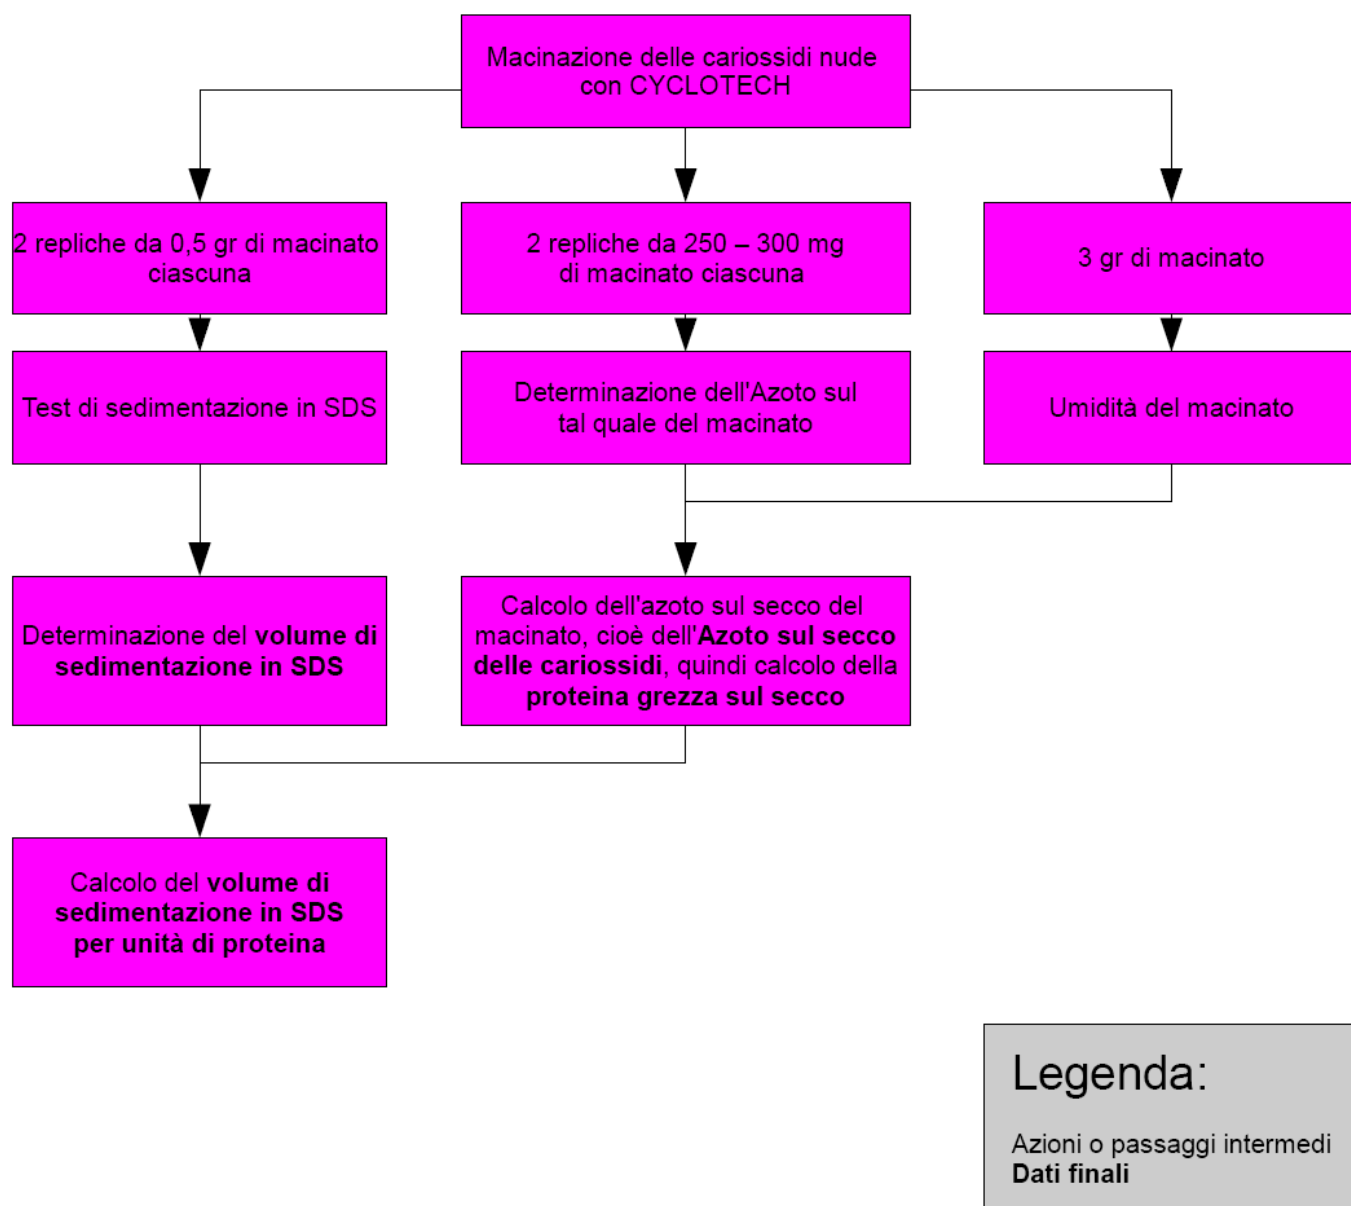 Macinazione delle cariossidi nude
con CYCLOTECH
2 repliche da 0,5 gr di macinato
ciascuna
2 repliche da 250 – 300 mg
di macinato ciascuna
3 gr di macinato
Test di sedimentazione in SDS
Determinazione dell'Azoto sul
tal quale del macinato
Umidità del macinato
Determinazione del volume di
sedimentazione in SDS
Calcolo dell'azoto sul secco del
macinato, cioè dell'Azoto sul secco
delle cariossidi, quindi calcolo della
proteina grezza sul secco
Calcolo del volume di
sedimentazione in SDS
per unità di proteina
Legenda:
Azioni o passaggi intermedi
Dati finali